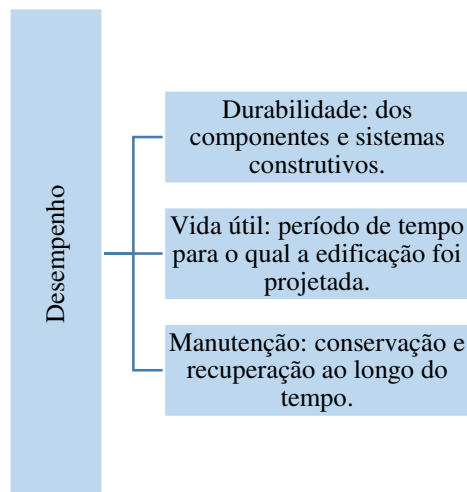 Desempenho
Durabilidade: dos
componentes e sistemas
construtivos.
Vida útil: período de tempo
para o qual a edificação foi
projetada.
Manutenção: conservação e
recuperação ao longo do
tempo.